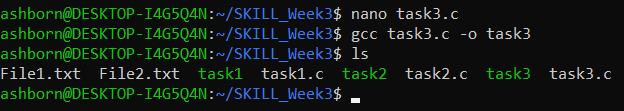 ashborn@DESKTOP-I4G5Q4N:~/SKILL_Week3$ nano task3.c
ashborn@DESKTOP-I4G5Q4N:~/SKILL_Week3$ gcc task3.c -o task3
ashborn@DESKTOP-I4G5Q4N:~/SKILL_Week3$ ls
File1.txt  File2.txt  task1  task1.c  task2  task2.c  task3  task3.c
ashborn@DESKTOP-I4G5Q4N:~/SKILL_Week3$